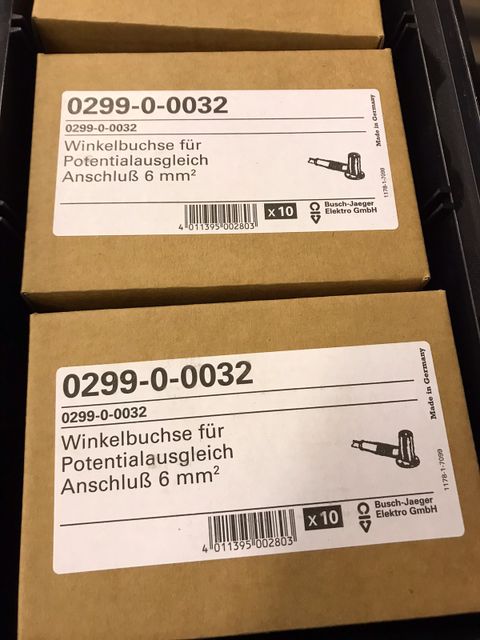 0299-0-0032
0299-0-0032
Winkelbuchse für
Potentialausgleich
Anschluß 6 mm²
Made in Germany
1178-1-7099
4 011395 002803
x 10
Busch-Jaeger
Elektro GmbH
0299-0-0032
0299-0-0032
Winkelbuchse für
Potentialausgleich
Anschluß 6 mm²
Made in Germany
1178-1-7099
4 011395 002803
x 10
Busch-Jaeger
Elektro GmbH